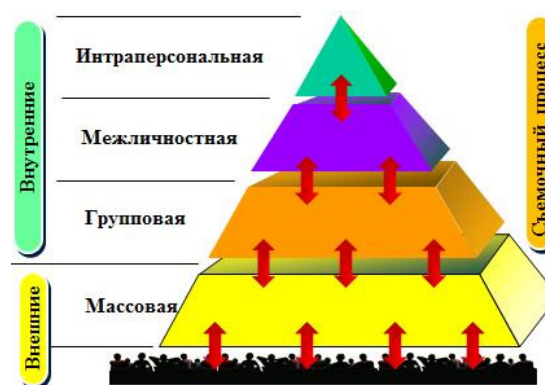 Внутренние
Интраперсональная
Межличностная
Групповая
Внешние
Массовая
Съемочный процесс